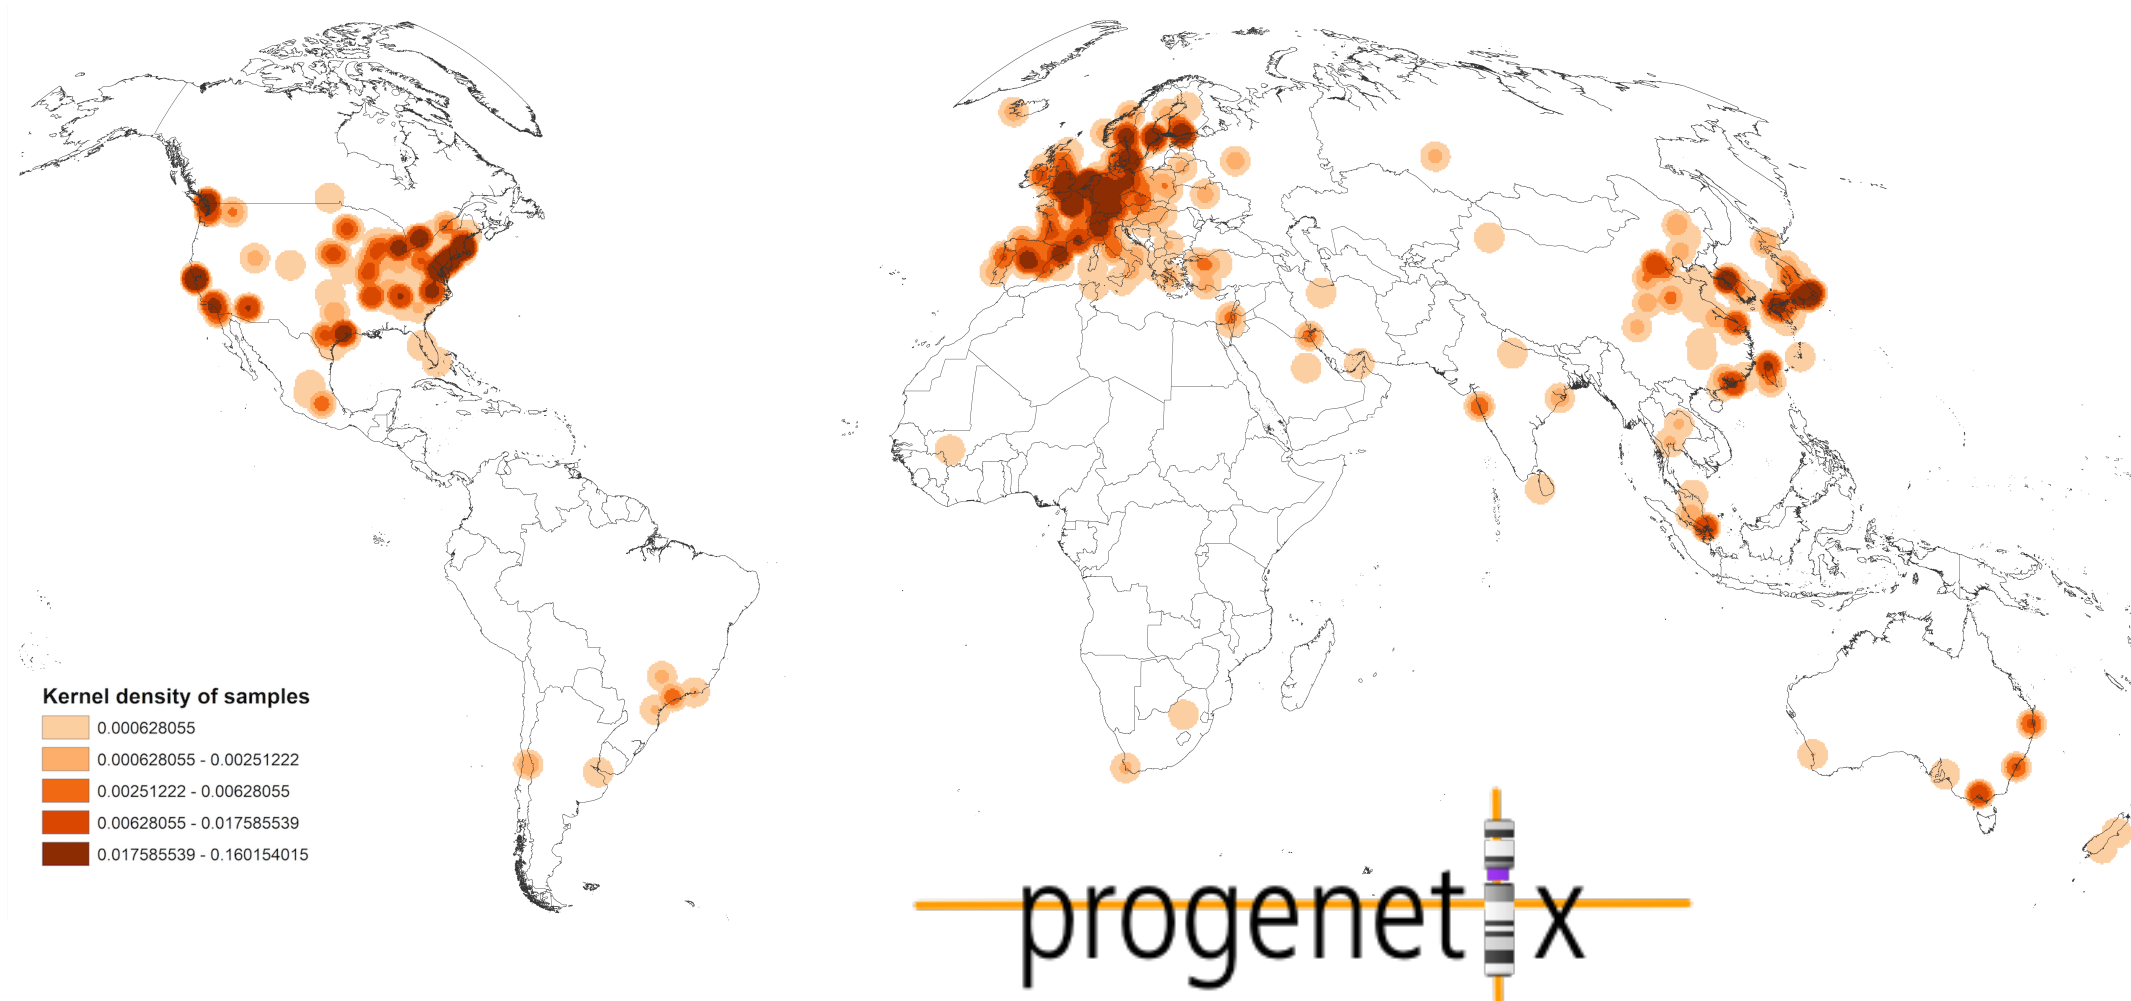 Kernel density of samples
0.000628055
0.000628055 - 0.00251222
0.00251222 - 0.00628055
0.00628055 - 0.017585539
0.017585539 - 0.160154015
progenetix